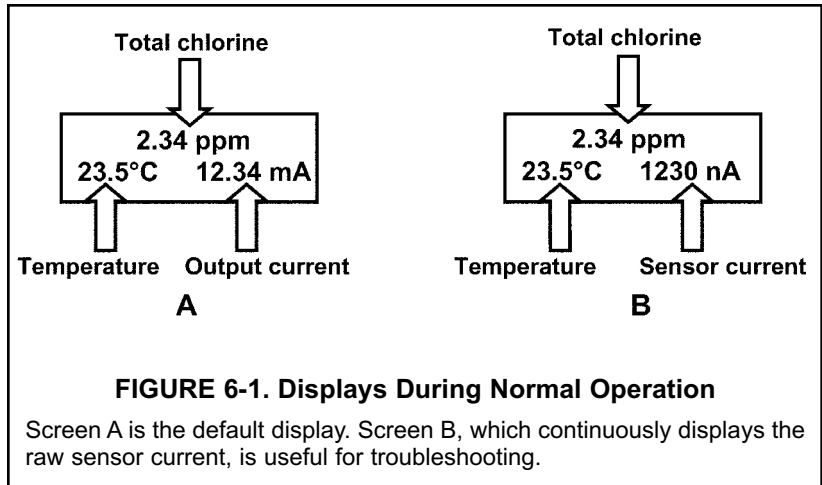 Total chlorine
2.34 ppm
23.5°C 12.34 mA
Temperature Output current
A
Total chlorine
2.34 ppm
23.5°C 1230 nA
Temperature Sensor current
B
FIGURE 6-1. Displays During Normal Operation
Screen A is the default display. Screen B, which continuously displays the
raw sensor current, is useful for troubleshooting.